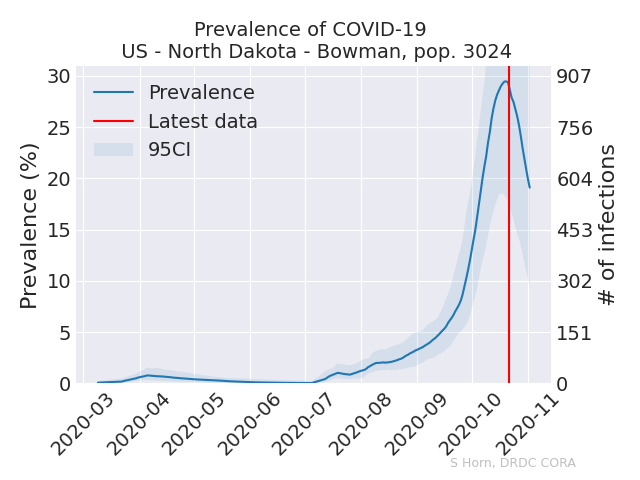 Prevalence of COVID-19
US - North Dakota - Bowman, pop. 3024
Prevalence (%)
30
25
20
15
10
5
0
Prevalence
Latest data
95CI
907
756
604
453
302
151
0
# of infections
2020-03
2020-04
2020-05
2020-06
2020-07
2020-08
2020-09
2020-10
2020-11
S Horn, DRDC CORA